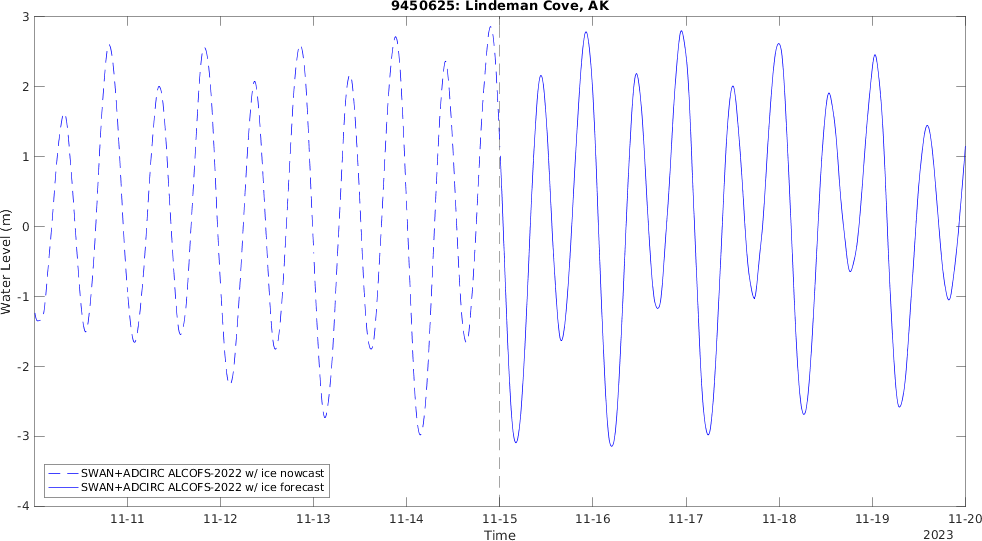 9450625: Lindeman Cove, AK
Water Level (m)
3
2
1
0
-1
-2
-3
-4
SWAN+ADCIRC ALCOFS-2022 w/ ice nowcast
SWAN+ADCIRC ALCOFS-2022 w/ ice forecast
11-11 11-12 11-13 11-14 11-15 11-16 11-17 11-18 11-19 11-20
Time
2023